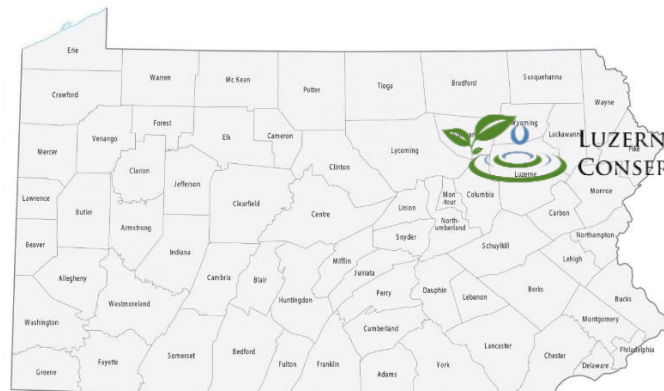 Erie
Crawford
Warren
Mc Kean
Potter
Tioga
Bradford
Susquehanna
Wayne
Wyoming
Lackawanna
Forest
Venango
Elk
Cameron
Mercer
Clarion
Jefferson
Clinton
Lycoming
LUZERN
CONSER
Pike
Luzerne
Monroe
Lawrence
Butler
Clearfield
Centre
Union
Mon-
tour
Columbia
Carbon
Armstrong
Snyder
North-
umberland
Northampton
Beaver
Indiana
Mifflin
Schuylkill
Lehigh
Allegheny
Cambria
Blair
Juniata
Huntingdon
Perry
Dauphin
Lebanon
Berks
Bucks
Westmoreland
Montgomery
Washington
Cumberland
Lancaster
Philadelphia
Greene
Fayette
Somerset
Bedford
Fulton
Franklin
Adams
York
Chester
Delaware